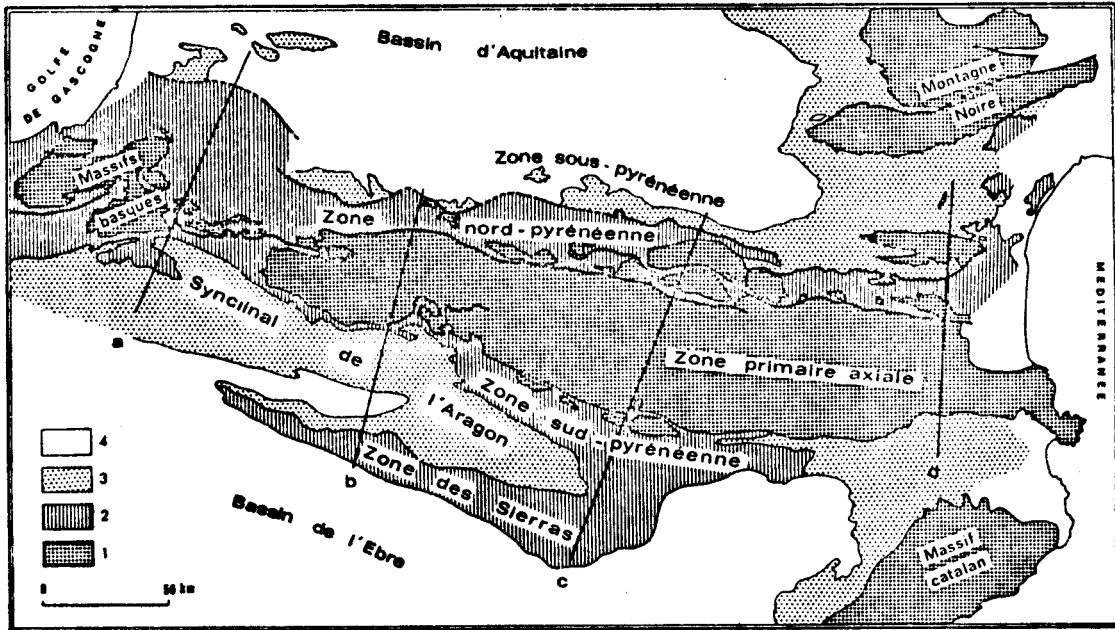 GOLFE
DE GASCOGNE
Bassin d'Aquitaine
Montagne
Noire
Massifs
basques
Zone sous-pyrénéenne
Zone
nord-pyrénéenne
MEDITERRANEE
Synclinal
de
l'Aragon
Zone primaire axiale
Zone sud-pyrénéenne
Zone des Sierras
Bassin de l'Ebre
Massif
catalan
a
b
c
d
4
3
2
1
0 50 km